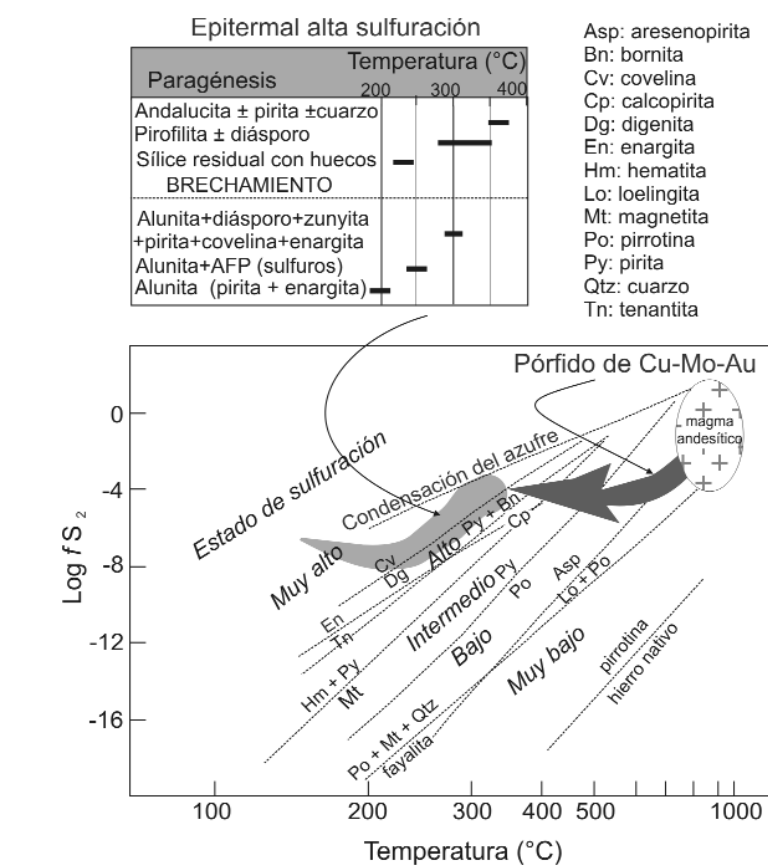 Epitermal alta sulfuración
Paragénesis
Temperatura (°C)
200 300 400
Andalucita ± pirita ±cuarzo
Pirofilita ± diásporo
Sílice residual con huecos
BRECHAMIENTO
Alunita+diásporo+zunyita
+pirita+covelina+enargita
Alunita+AFP (sulfuros)
Alunita (pirita + enargita)
Asp: aresenopirita
Bn: bornita
Cv: covelina
Cp: calcopirita
Dg: digenita
En: enargita
Hm: hematita
Lo: loelingita
Mt: magnetita
Po: pirrotina
Py: pirita
Qtz: cuarzo
Tn: tenantita
Pórfido de Cu-Mo-Au
magma
andesítico
Condensación del azufre
Estado de sulfuración
Muy alto
Alto
Intermedio
Bajo
Muy bajo
Cv
Dg
Py + Bn
Cp
En
Tn
Hm + Py
Mt
Py
Po
Asp
Lo + Po
Po + Mt + Qtz
fayalita
pirrotina
hierro nativo
Log f S2
0
-4
-8
-12
-16
100 200 300 400 500 1000
Temperatura (°C)